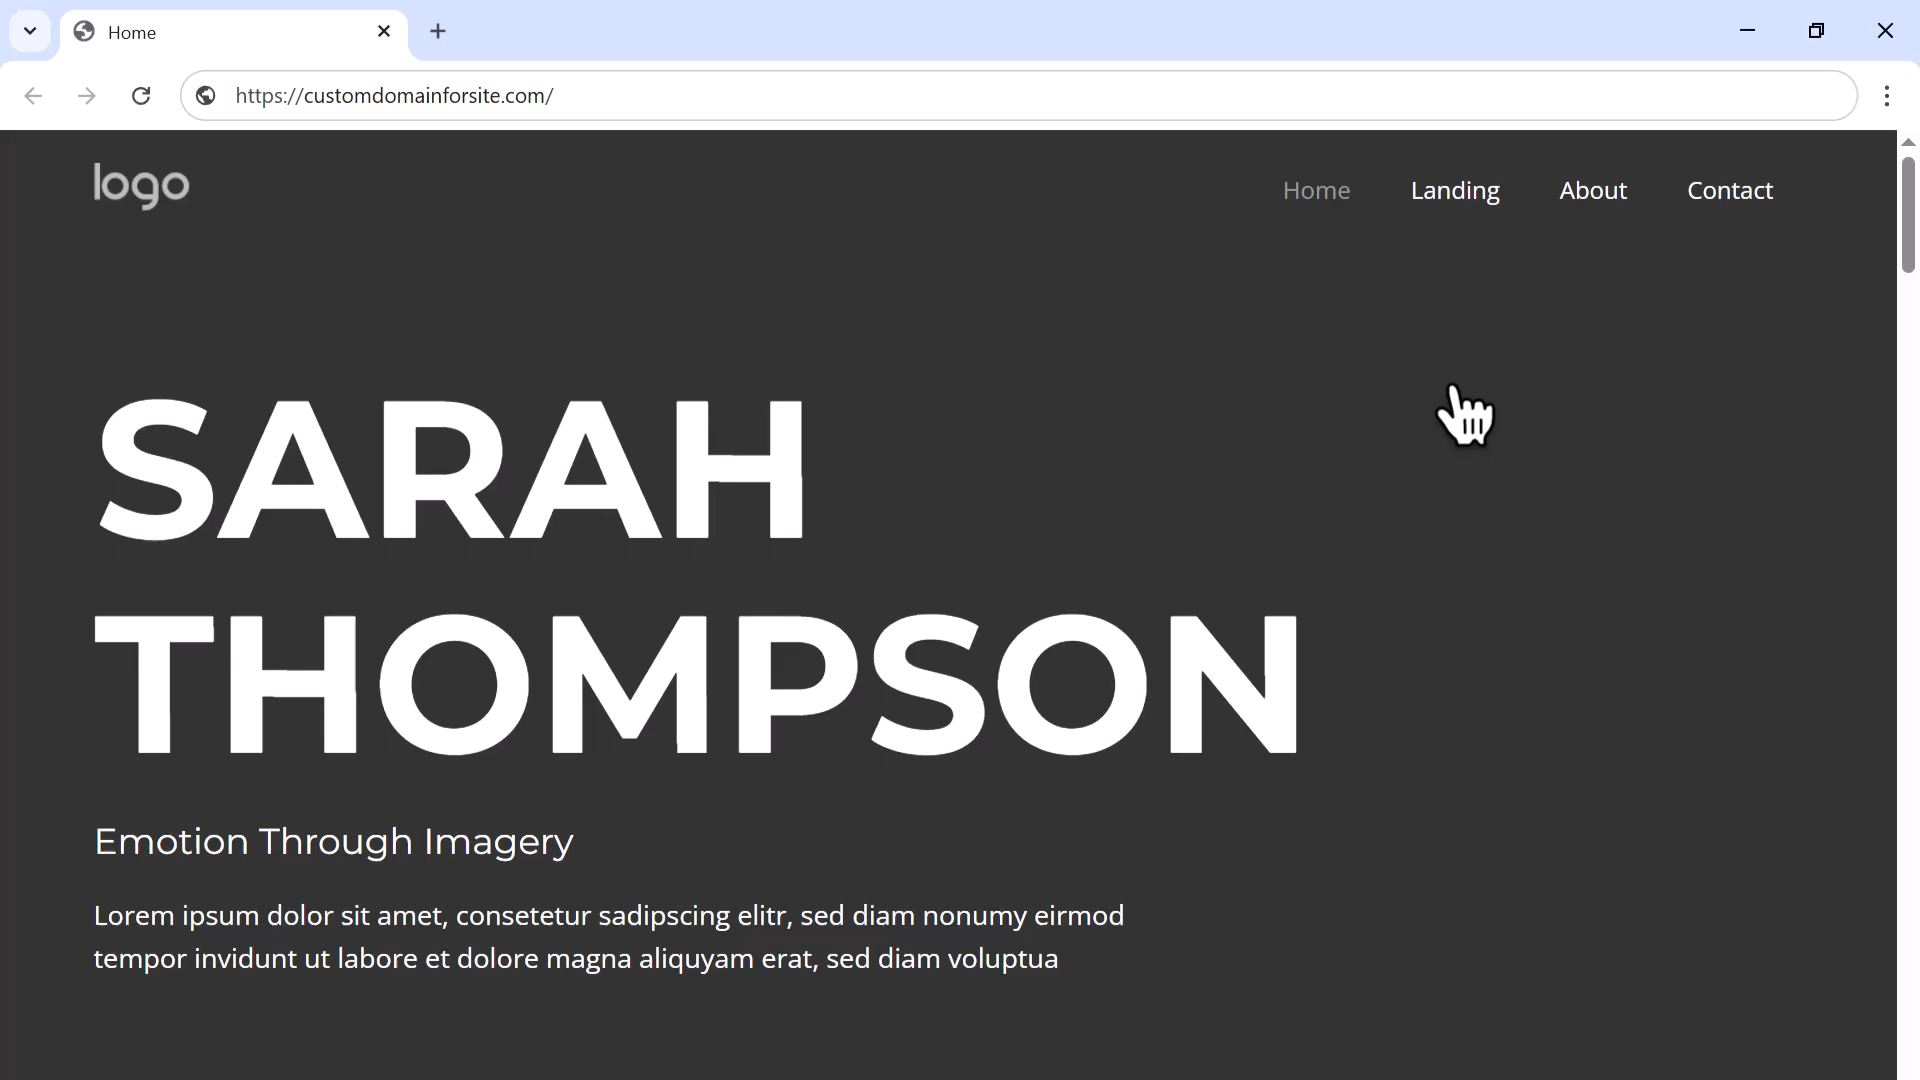 Home
https://customdomainforsite.com/
logo
Home Landing About Contact
SARAH
THOMPSON
Emotion Through Imagery
Lorem ipsum dolor sit amet, consetetur sadipscing elitr, sed diam nonumy eirmod
tempor invidunt ut labore et dolore magna aliquyam erat, sed diam voluptua